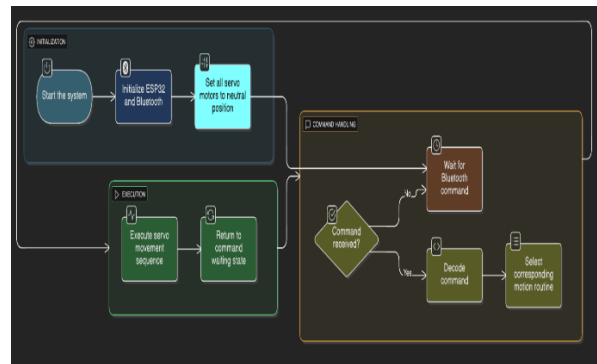 INITIALIZATION
Start the system
Initialize ESP32
and Bluetooth
Set all servo
motors to neutral
position
COMMAND HANDLING
Wait for
Bluetooth
command
No
Command
received?
Yes
Decode
command
Select
corresponding
motion routine
EXECUTION
Execute servo
movement
sequence
Return to
command
waiting state